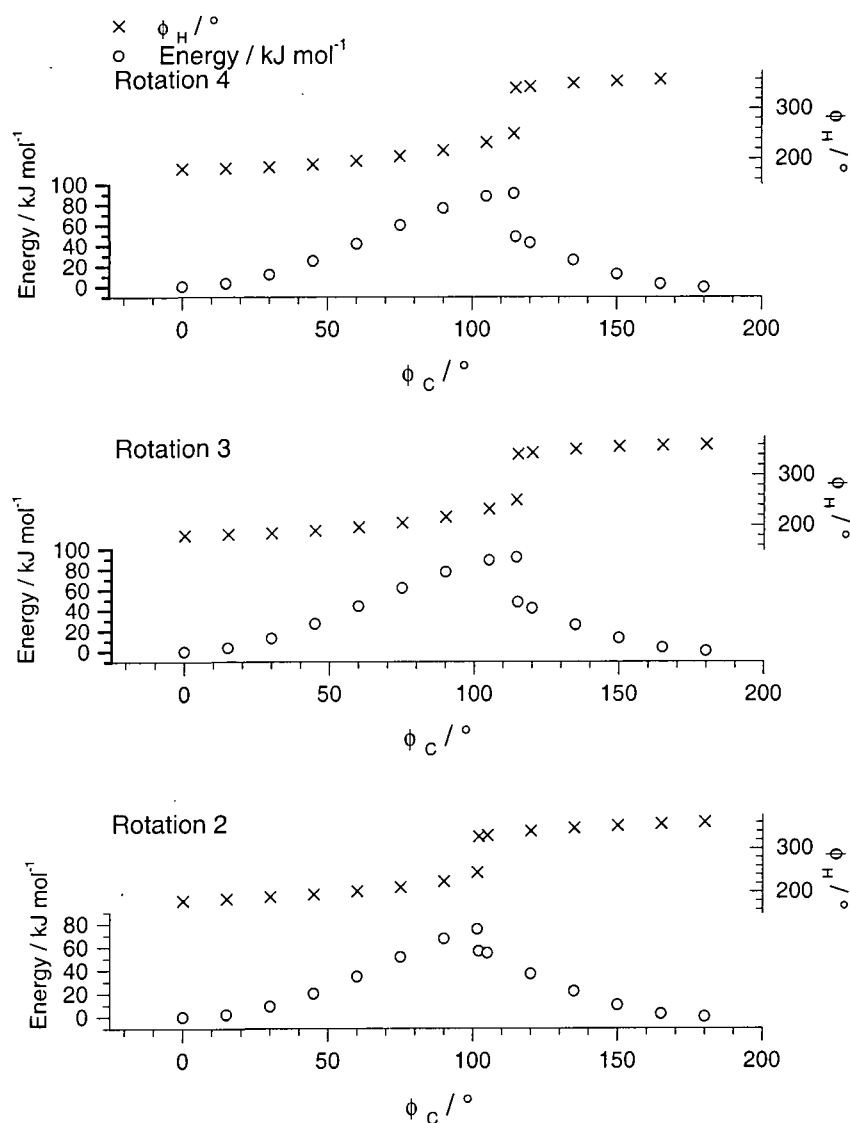 × ϕ H / °
○ Energy / kJ mol⁻¹
Rotation 4
Energy / kJ mol⁻¹
100
80
60
40
20
0
300
200
ϕ H / °
0 50 100 150 200
ϕ C / °
Rotation 3
Energy / kJ mol⁻¹
100
80
60
40
20
0
300
200
ϕ H / °
0 50 100 150 200
ϕ C / °
Rotation 2
Energy / kJ mol⁻¹
80
60
40
20
0
300
200
ϕ H / °
0 50 100 150 200
ϕ C / °